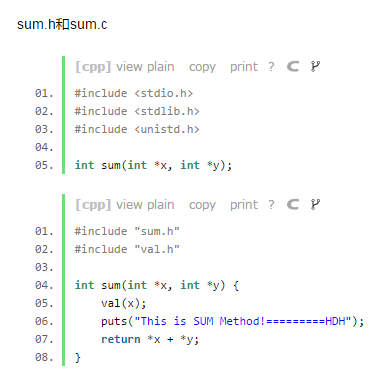 sum.h和sum.c
[cpp] view plain copy print ?
01. #include <stdio.h>
02. #include <stdlib.h>
03. #include <unistd.h>
04.
05. int sum(int *x, int *y);
[cpp] view plain copy print ?
01. #include "sum.h"
02. #include "val.h"
03.
04. int sum(int *x, int *y) {
05.     val(x);
06.     puts("This is SUM Method!=========HDH");
07.     return *x + *y;
08. }